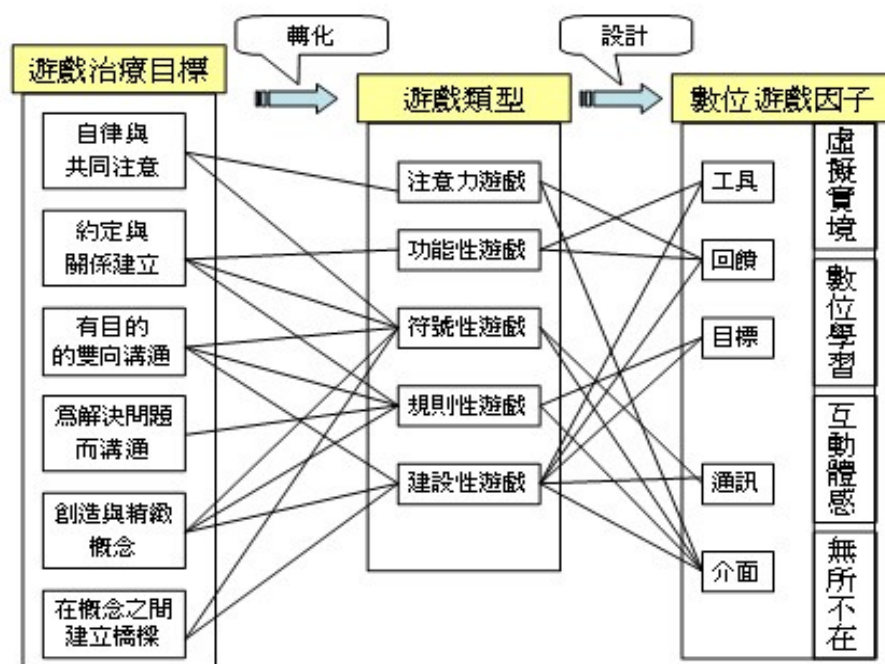 轉化
設計
遊戲治療目標
遊戲類型
數位遊戲因子
自律與
共同注意
約定與
關係建立
有目的
的雙向溝通
為解決問題
而溝通
創造與精緻
概念
在概念之間
建立橋樑
注意力遊戲
功能性遊戲
符號性遊戲
規則性遊戲
建設性遊戲
工具
回饋
目標
通訊
介面
虛擬實境
數位學習
互動體感
無所不在